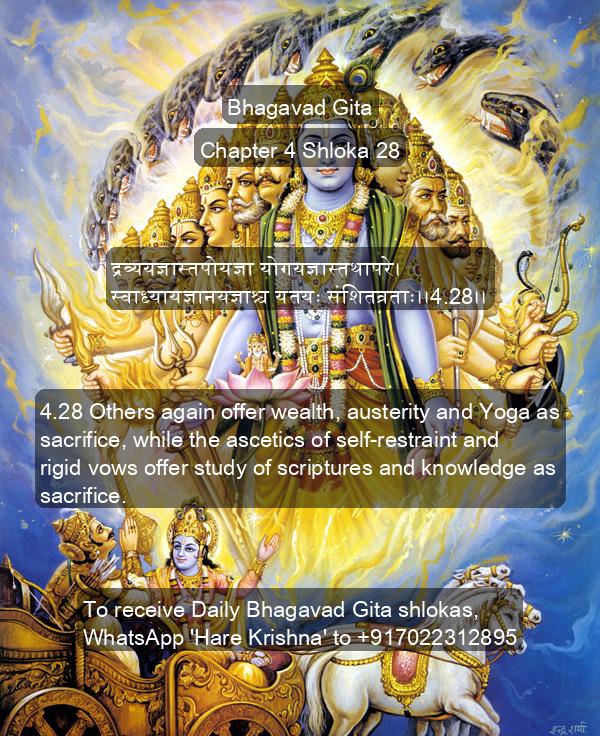 Bhagavad Gita
Chapter 4 Shloka 28
द्रव्ययज्ञास्तपोयज्ञा योगयज्ञास्तथापरे।
स्वाध्यायज्ञानयज्ञाश्च यतयः संशितव्रताः।।4.28।।
4.28 Others again offer wealth, austerity and Yoga as
sacrifice, while the ascetics of self-restraint and
rigid vows offer study of scriptures and knowledge as
sacrifice.
To receive Daily Bhagavad Gita shlokas,
WhatsApp 'Hare Krishna' to +917022312895
इन्द्र शर्मा